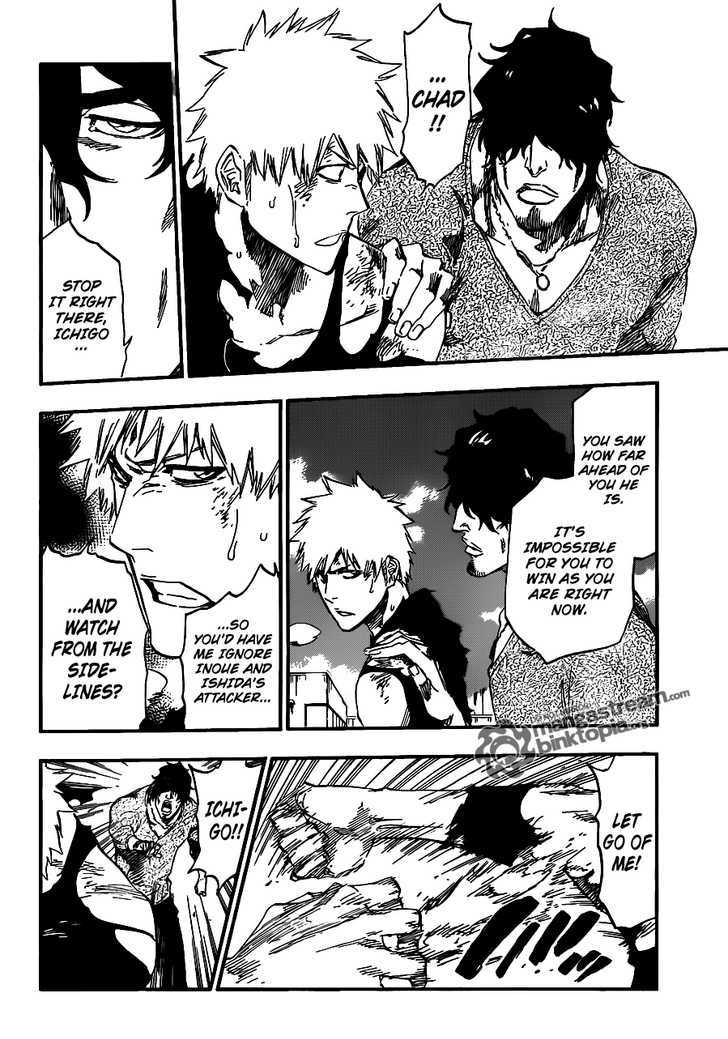 ...
CHAD
!!
STOP
IT RIGHT
THERE,
ICHIGO
...
YOU SAW
HOW FAR
AHEAD OF
YOU HE
IS.
IT'S
IMPOSSIBLE
FOR YOU TO
WIN AS YOU
ARE RIGHT
NOW.
...SO
YOU'D HAVE
ME IGNORE
INOUE AND
ISHIDA'S
ATTACKER...
...AND
WATCH
FROM THE
SIDE-
LINES?
mangastream.com
binktopia.org
LET
GO OF
ME!
ICHI-
GO!!